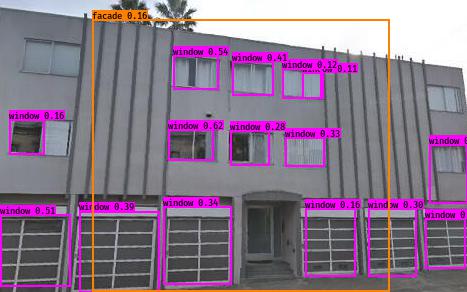 facade 0.16
window 0.54
window 0.41
window 0.12
0.11
window 0.16
window 0.62
window 0.28
window 0.33
window 0
window 0.51
window 0.39
window 0.34
window 0.16
window 0.30
window 0